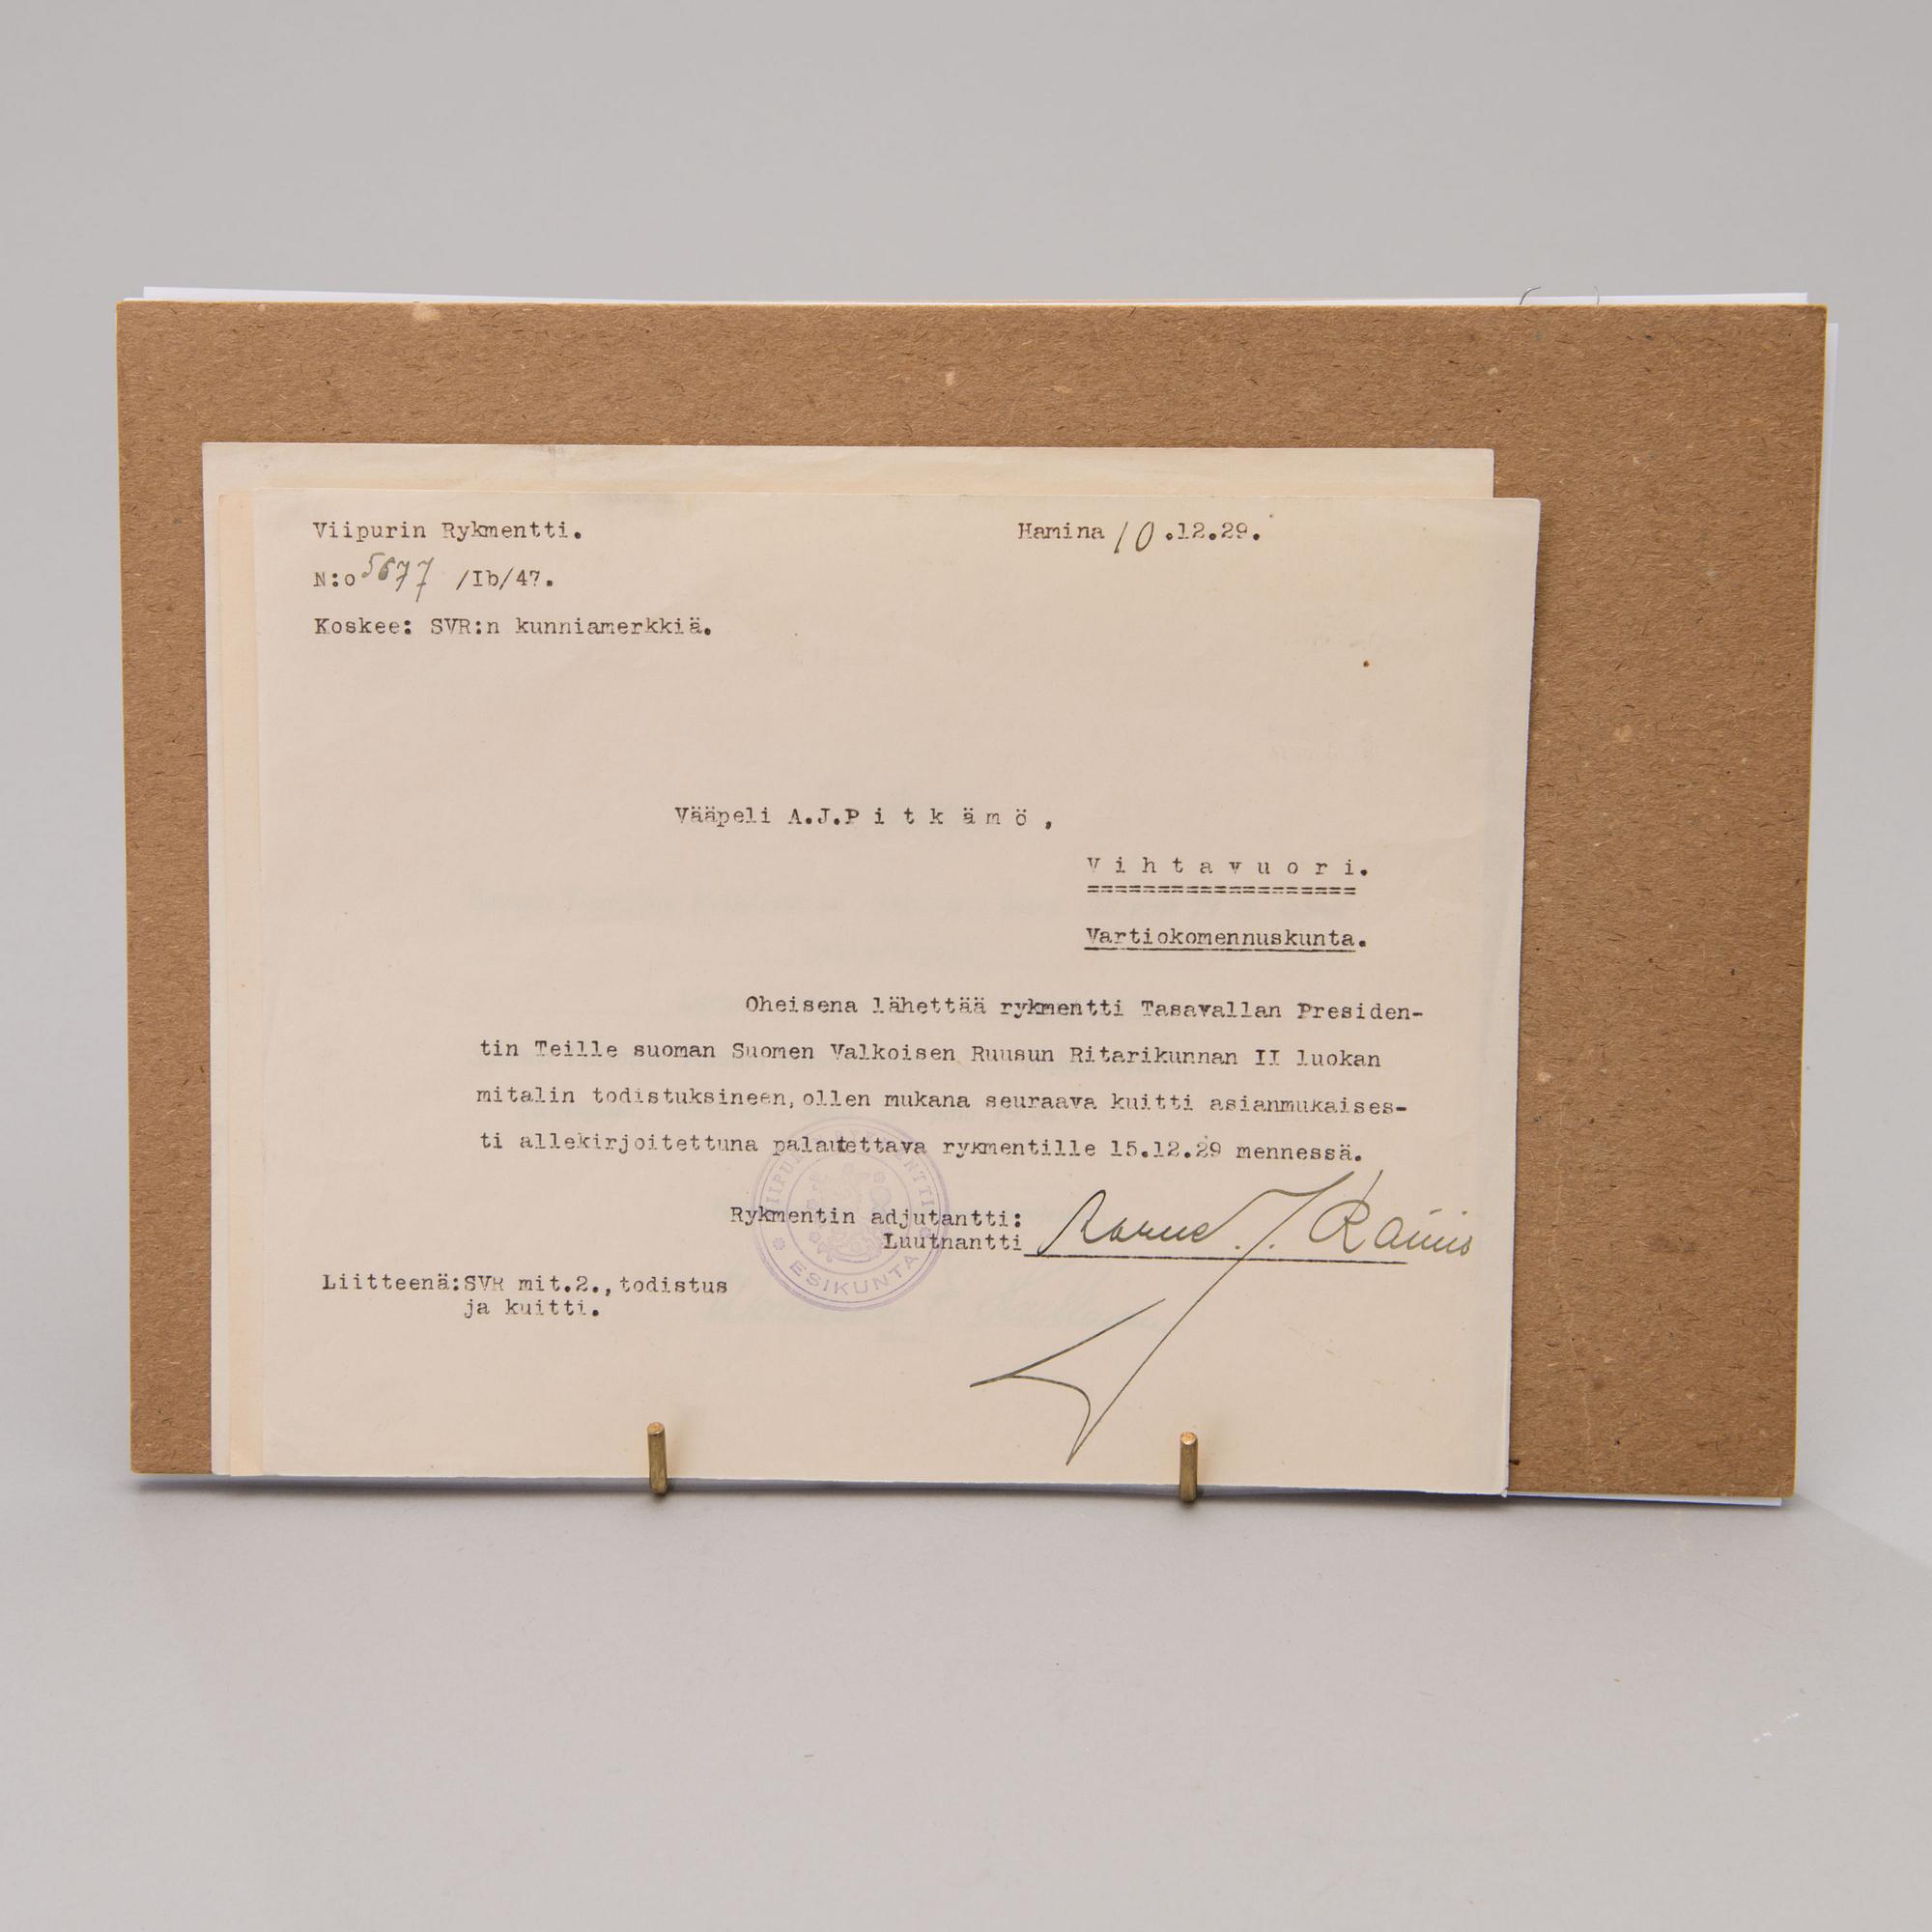 Viipurin Rykmentti.
Hamina 10.12.29.
N:o 5677 /Ib/47.
Koskee: SVR:n kunniamerkkiä.
Vääpeli A.J.P i t k ä m ö ,
V i h t a v u o r i.
===================
Vartiokomennuskunta.
Oheisena lähettää rykmentti Tasavallan Presiden-
tin Teille suoman Suomen Valkoisen Ruusun Ritarikunnan II luokan
mitalin todistuksineen, ollen mukana seuraava kuitti asianmukaises-
ti allekirjoitettuna palautettava rykmentille 15.12.29 mennessä.
Rykmentin adjutantti:
Luutnantti
Liitteenä:SVR mit.2., todistus
ja kuitti.
VIIPURIN RYKMENTTI
ESIKUNTA